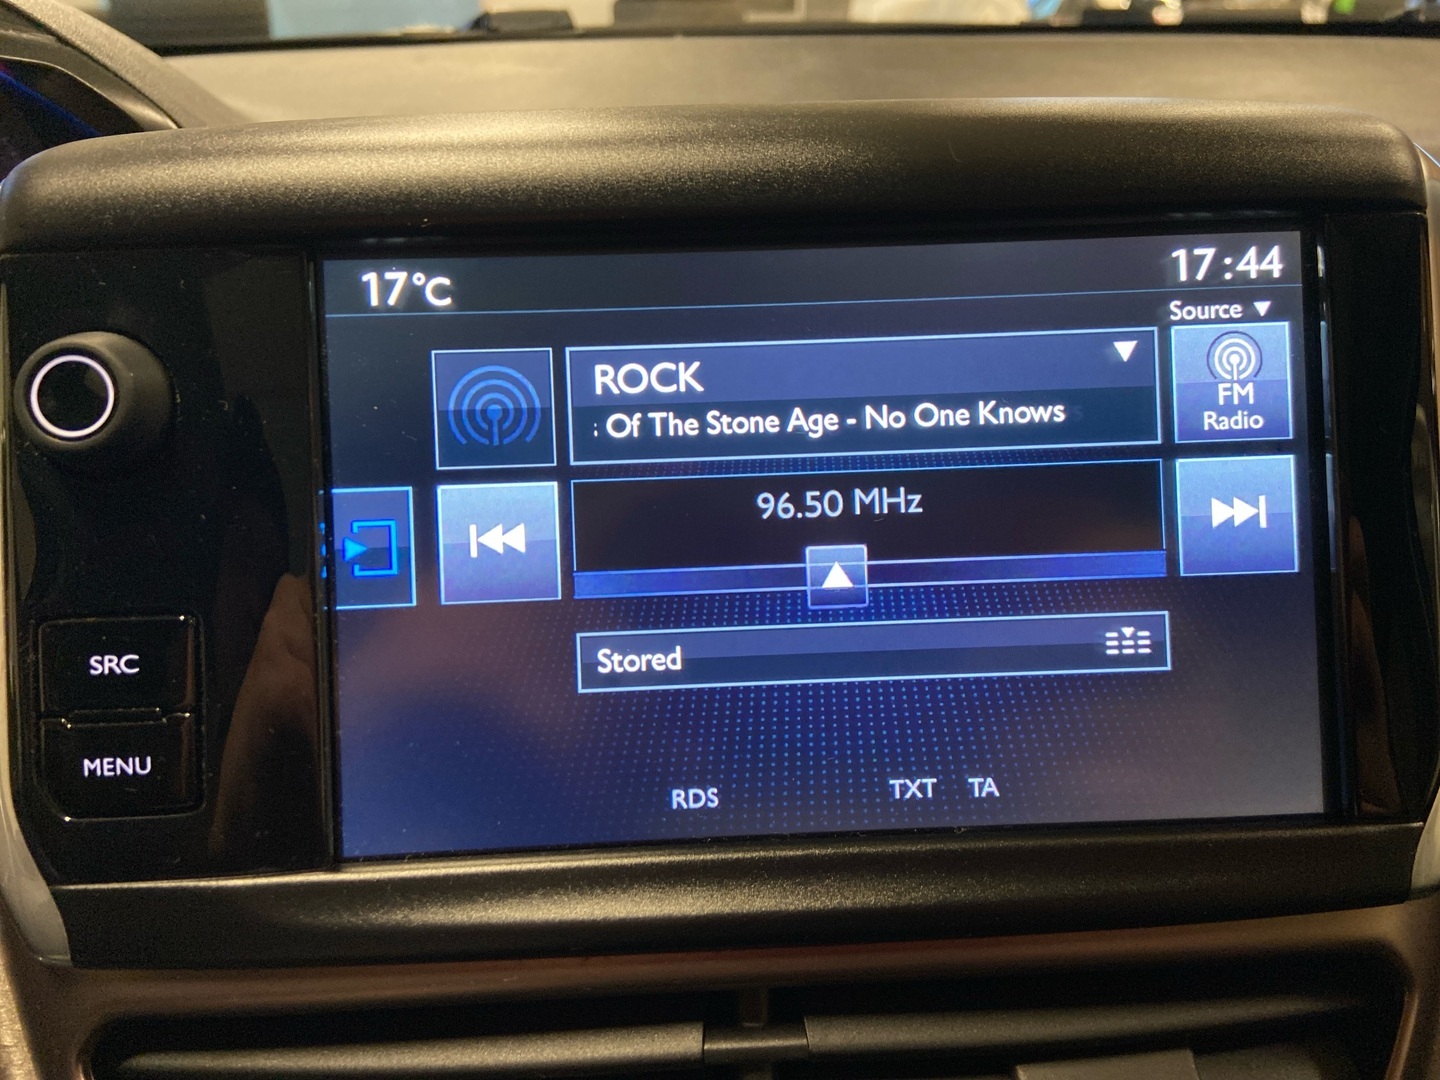 17°C
17:44
Source
ROCK
: Of The Stone Age - No One Knows
FM
Radio
96.50 MHz
Stored
SRC
MENU
RDS
TXT
TA